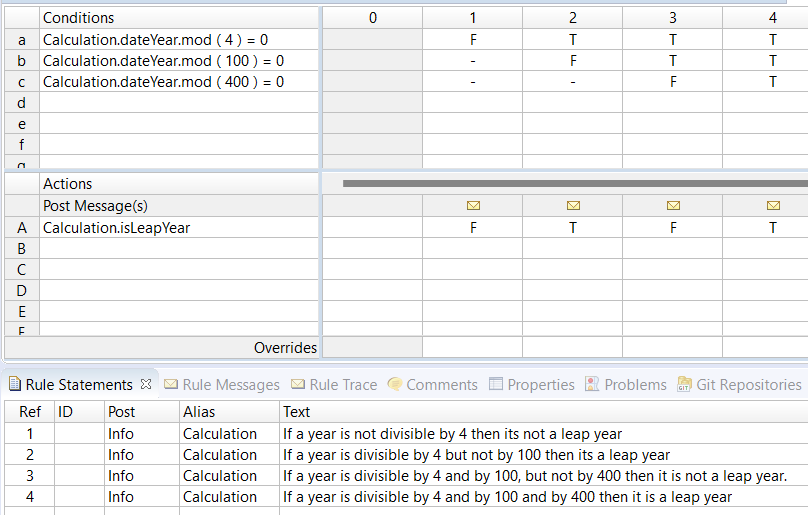 Conditions 0 1 2 3 4
a Calculation.dateYear.mod ( 4 ) = 0 F T T T
b Calculation.dateYear.mod ( 100 ) = 0 - F T T
c Calculation.dateYear.mod ( 400 ) = 0 - - F T
d
e
f
g
Actions
Post Message(s)
A Calculation.isLeapYear F T F T
B
C
D
E
F
Overrides
Rule Statements Rule Messages Rule Trace Comments Properties Problems Git Repositories
Ref ID Post Alias Text
1 Info Calculation If a year is not divisible by 4 then its not a leap year
2 Info Calculation If a year is divisible by 4 but not by 100 then its a leap year
3 Info Calculation If a year is divisible by 4 and by 100, but not by 400 then it is not a leap year.
4 Info Calculation If a year is divisible by 4 and by 100 and by 400 then it is a leap year